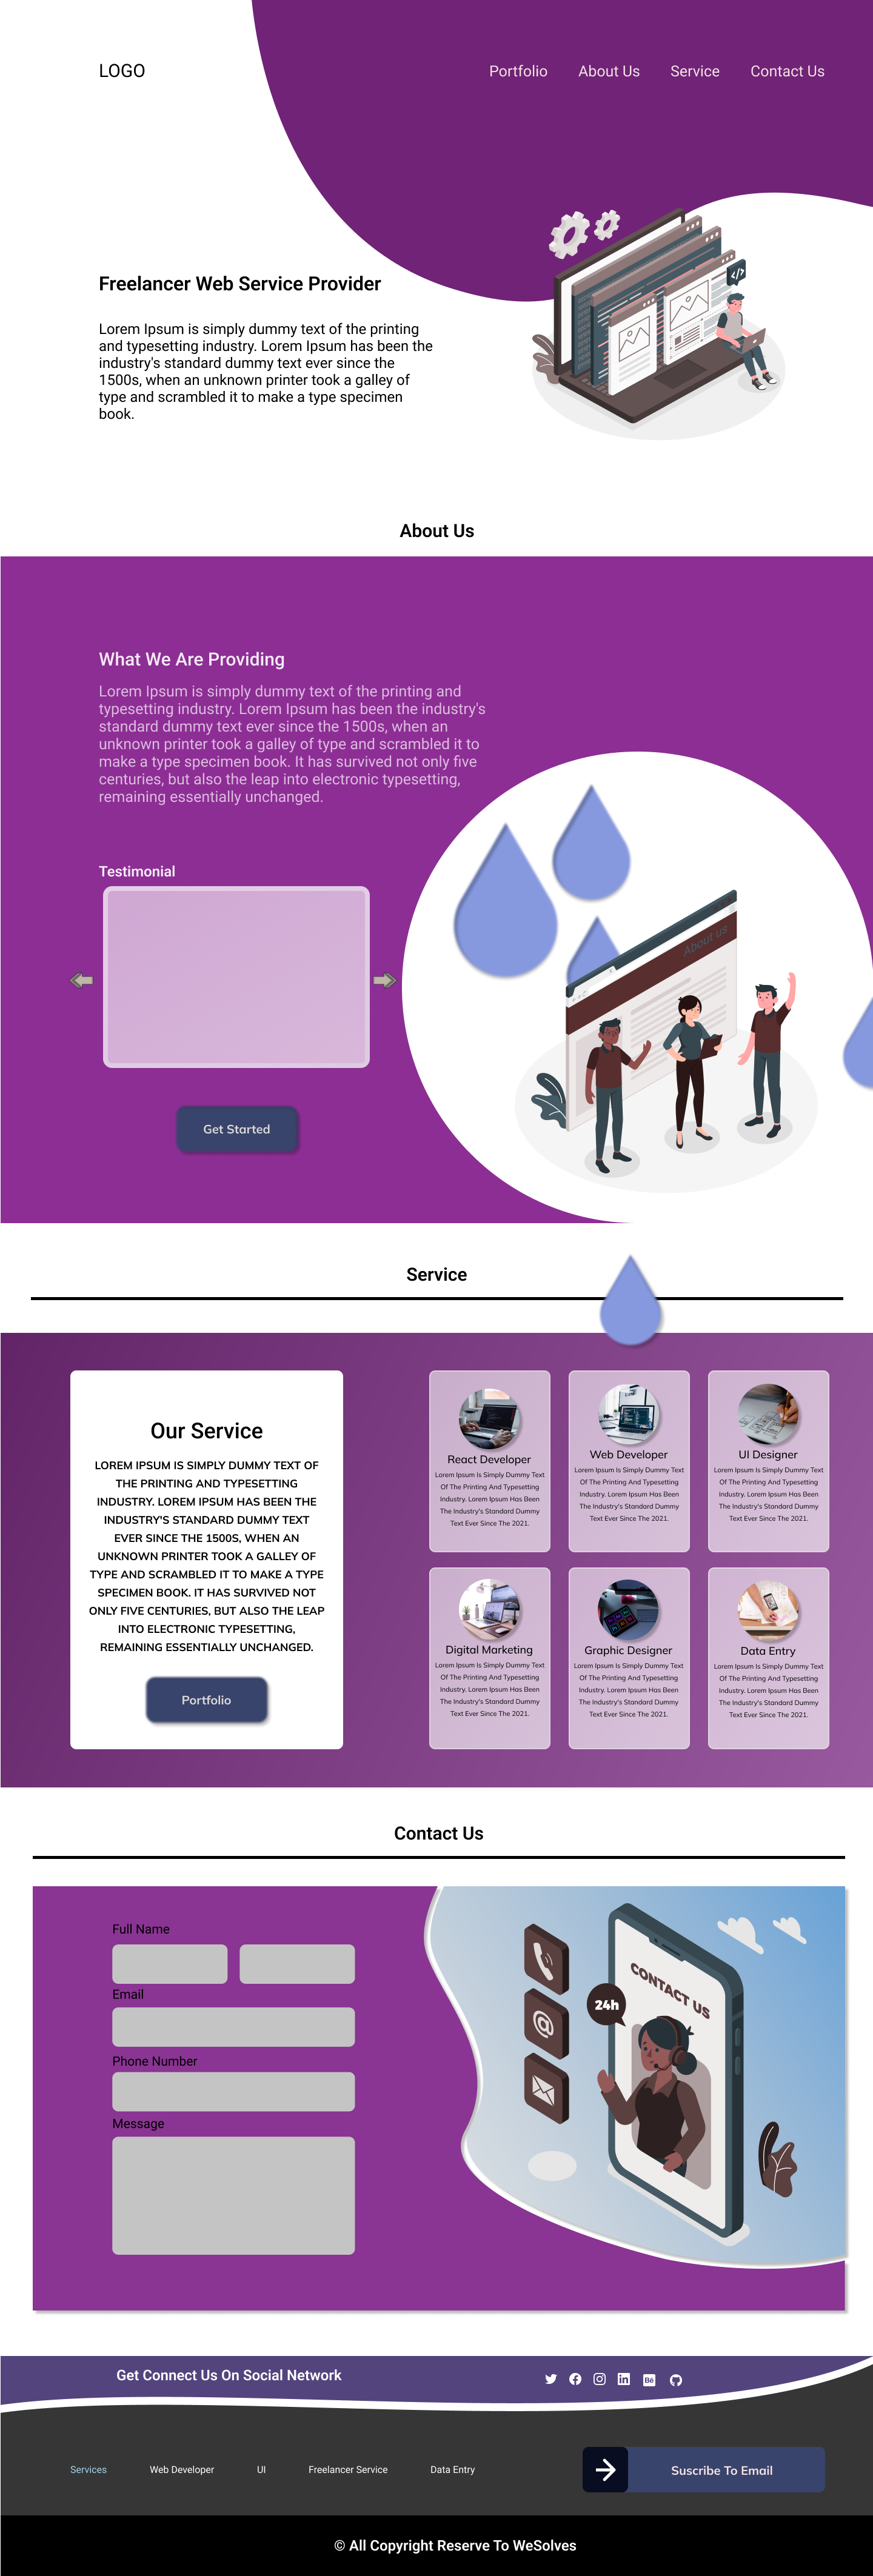 LOGO
Portfolio
About Us
Service
Contact Us
Freelancer Web Service Provider
Lorem Ipsum is simply dummy text of the printing
and typesetting industry. Lorem Ipsum has been the
industry's standard dummy text ever since the
1500s, when an unknown printer took a galley of
type and scrambled it to make a type specimen
book.
About Us
What We Are Providing
Lorem Ipsum is simply dummy text of the printing and
typesetting industry. Lorem Ipsum has been the industry's
standard dummy text ever since the 1500s, when an
unknown printer took a galley of type and scrambled it to
make a type specimen book. It has survived not only five
centuries, but also the leap into electronic typesetting,
remaining essentially unchanged.
Testimonial
About us
Get Started
Service
Our Service
LOREM IPSUM IS SIMPLY DUMMY TEXT OF
THE PRINTING AND TYPESETTING
INDUSTRY. LOREM IPSUM HAS BEEN THE
INDUSTRY'S STANDARD DUMMY TEXT
EVER SINCE THE 1500S, WHEN AN
UNKNOWN PRINTER TOOK A GALLEY OF
TYPE AND SCRAMBLED IT TO MAKE A TYPE
SPECIMEN BOOK. IT HAS SURVIVED NOT
ONLY FIVE CENTURIES, BUT ALSO THE LEAP
INTO ELECTRONIC TYPESETTING,
REMAINING ESSENTIALLY UNCHANGED.
Portfolio
React Developer
Lorem Ipsum Is Simply Dummy Text
Of The Printing And Typesetting
Industry. Lorem Ipsum Has Been
The Industry's Standard Dummy
Text Ever Since The 2021.
Web Developer
Lorem Ipsum Is Simply Dummy Text
Of The Printing And Typesetting
Industry. Lorem Ipsum Has Been
The Industry's Standard Dummy
Text Ever Since The 2021.
UI Designer
Lorem Ipsum Is Simply Dummy Text
Of The Printing And Typesetting
Industry. Lorem Ipsum Has Been
The Industry's Standard Dummy
Text Ever Since The 2021.
Digital Marketing
Lorem Ipsum Is Simply Dummy Text
Of The Printing And Typesetting
Industry. Lorem Ipsum Has Been
The Industry's Standard Dummy
Text Ever Since The 2021.
Graphic Designer
Lorem Ipsum Is Simply Dummy Text
Of The Printing And Typesetting
Industry. Lorem Ipsum Has Been
The Industry's Standard Dummy
Text Ever Since The 2021.
Data Entry
Lorem Ipsum Is Simply Dummy Text
Of The Printing And Typesetting
Industry. Lorem Ipsum Has Been
The Industry's Standard Dummy
Text Ever Since The 2021.
Contact Us
Full Name
Email
Phone Number
Message
CONTACT US
24h
Get Connect Us On Social Network
Services
Web Developer
UI
Freelancer Service
Data Entry
Suscribe To Email
© All Copyright Reserve To WeSolves